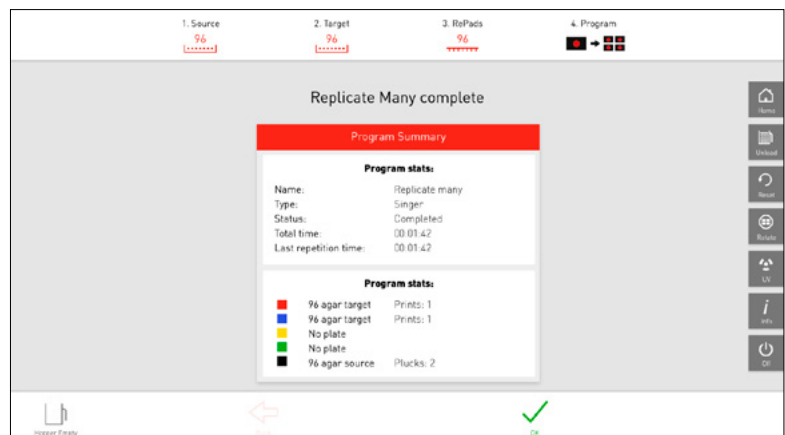 1. Source 2. Target 3. RePads 4. Program
96 96 96
Replicate Many complete
Program Summary
Program stats:
Name: Replicate many
Type: Singer
Status: Completed
Total time: 00:01:42
Last repetition time: 00:01:42
Program stats:
96 agar target Prints: 1
96 agar target Prints: 1
No plate
No plate
96 agar source Plucks: 2
Home
Unload
Reset
Rotate
UV
Info
Off
Hopper Empty
Back
OK